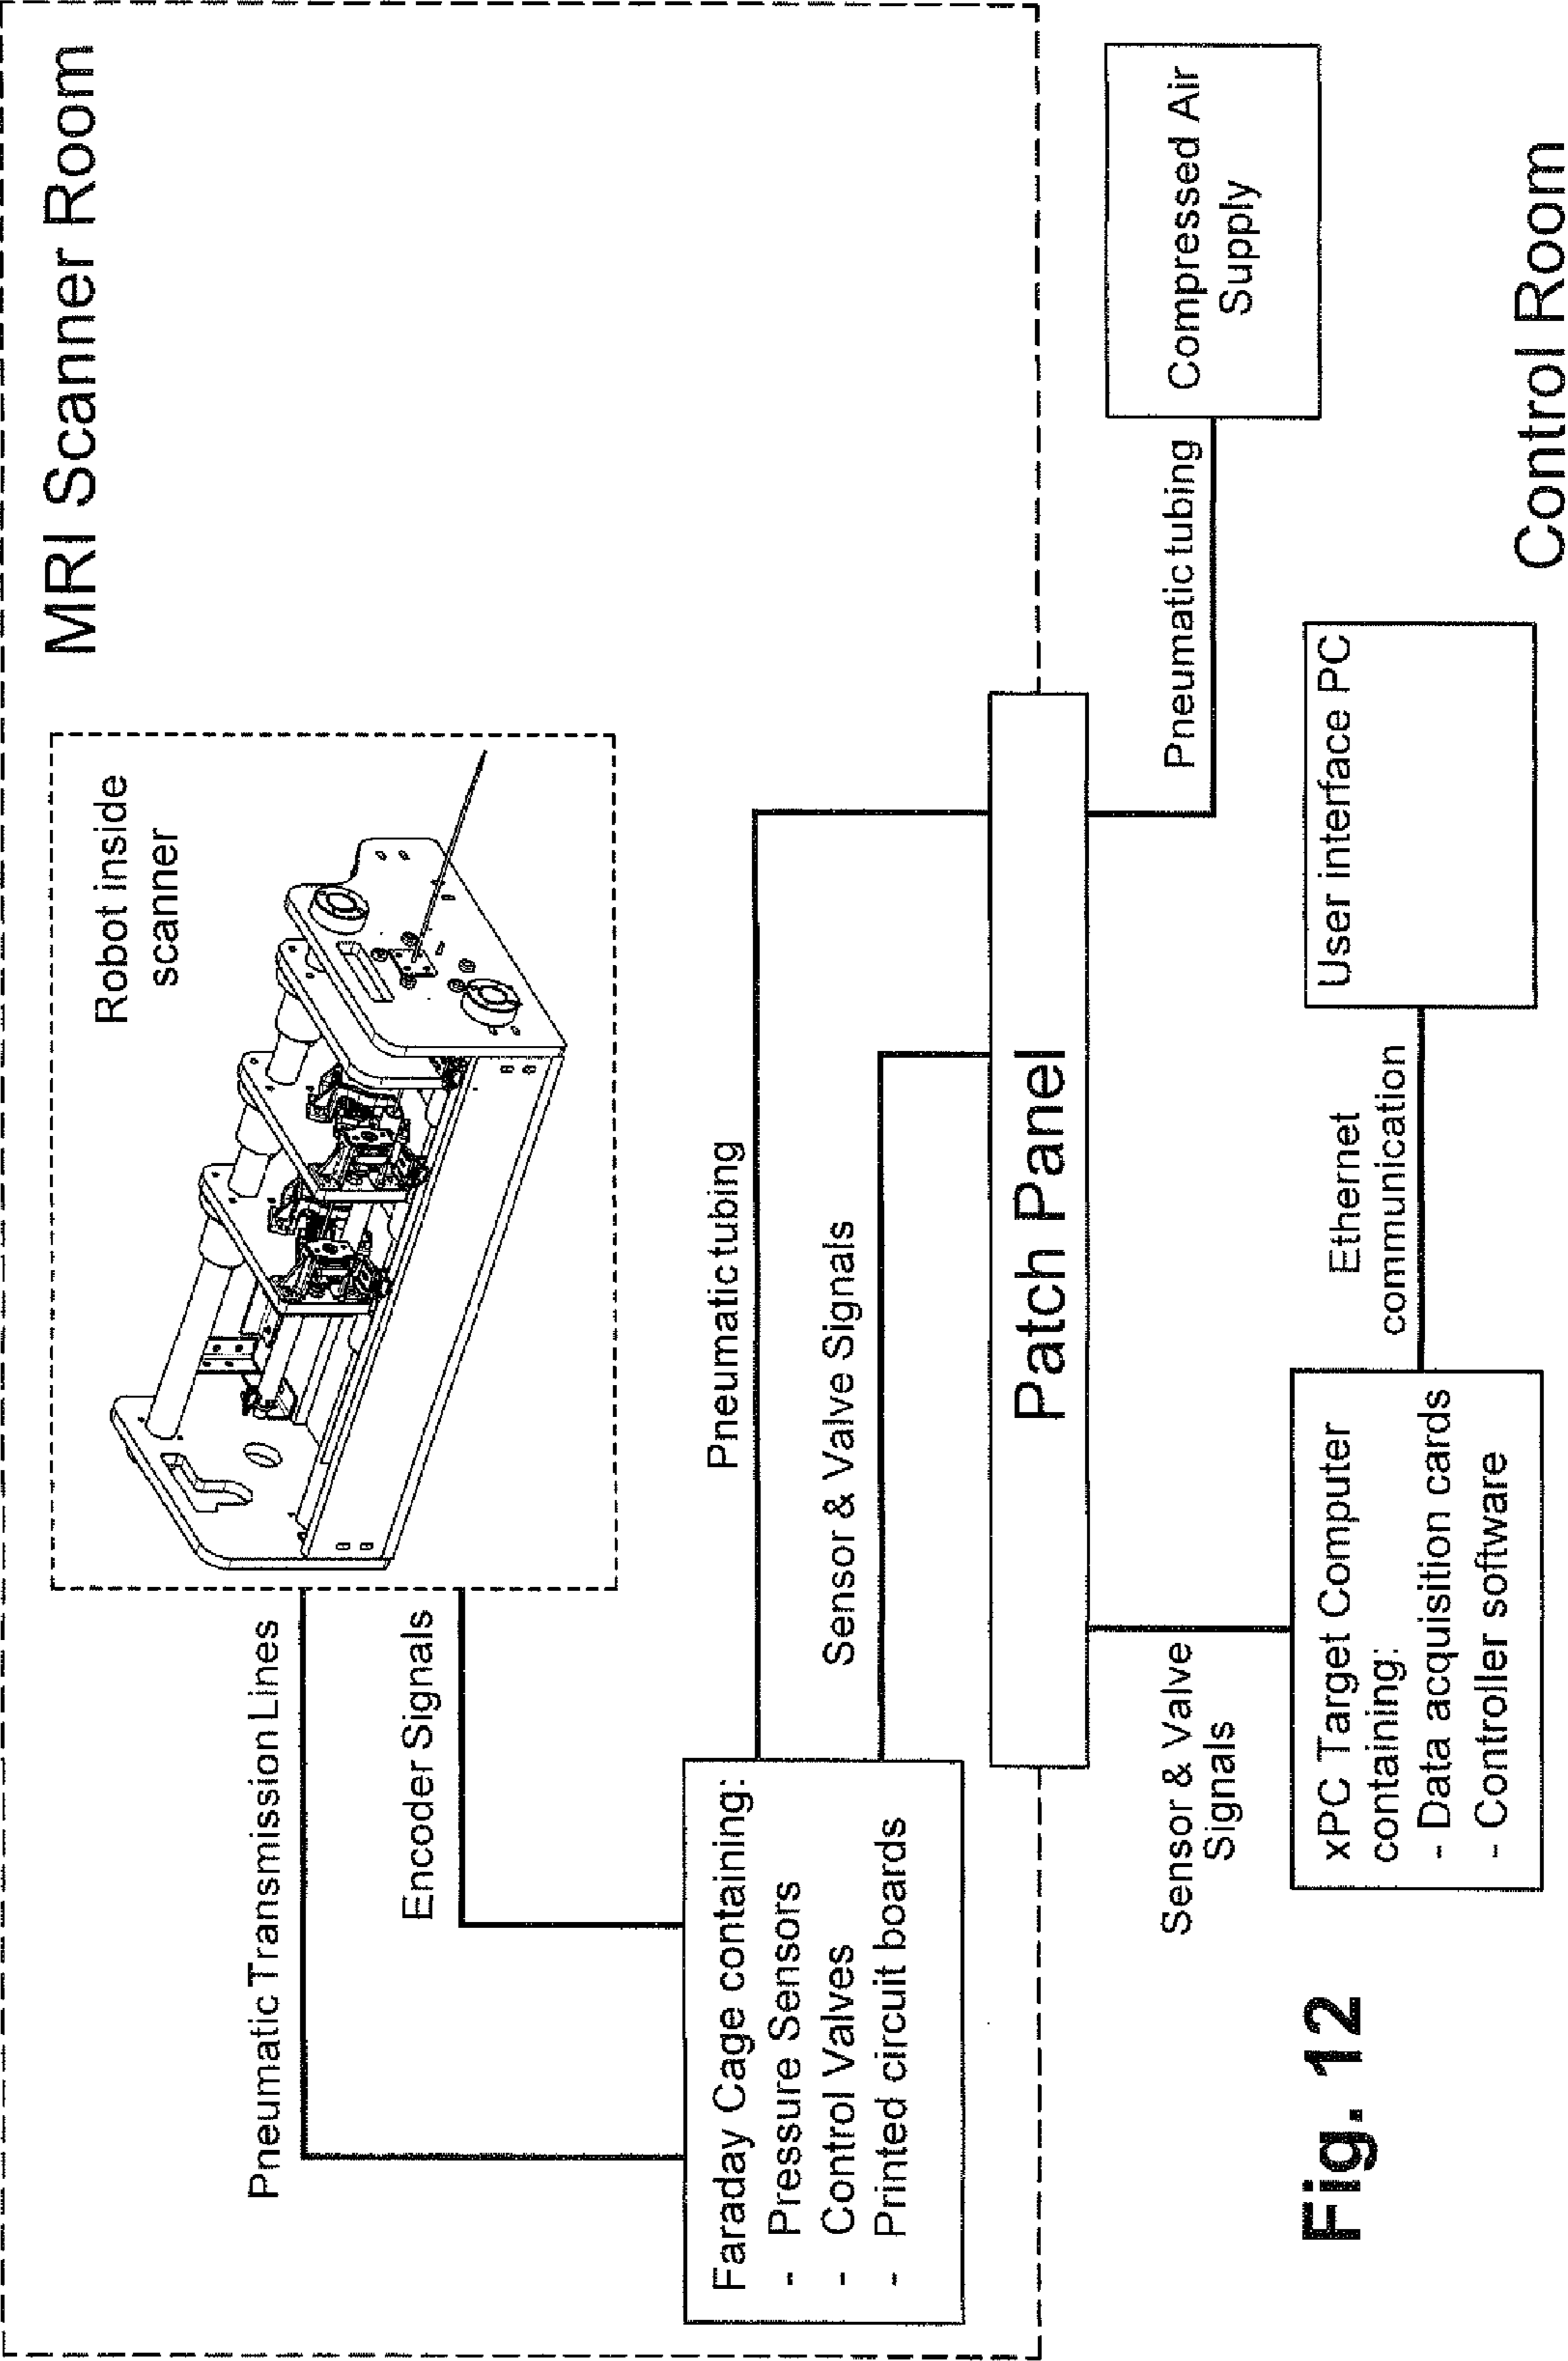 MRI Scanner Room
Robot inside
scanner
Pneumatic Transmission Lines
Encoder Signals
Faraday Cage containing:
- Pressure Sensors
- Control Valves
- Printed circuit boards
Pneumatic tubing
Sensor & Valve Signals
Patch Panel
Sensor & Valve
Signals
Pneumatic tubing
Compressed Air
Supply
xPC Target Computer
containing:
- Data acquisition cards
- Controller software
Ethernet
communication
User interface PC
Control Room
Fig. 12